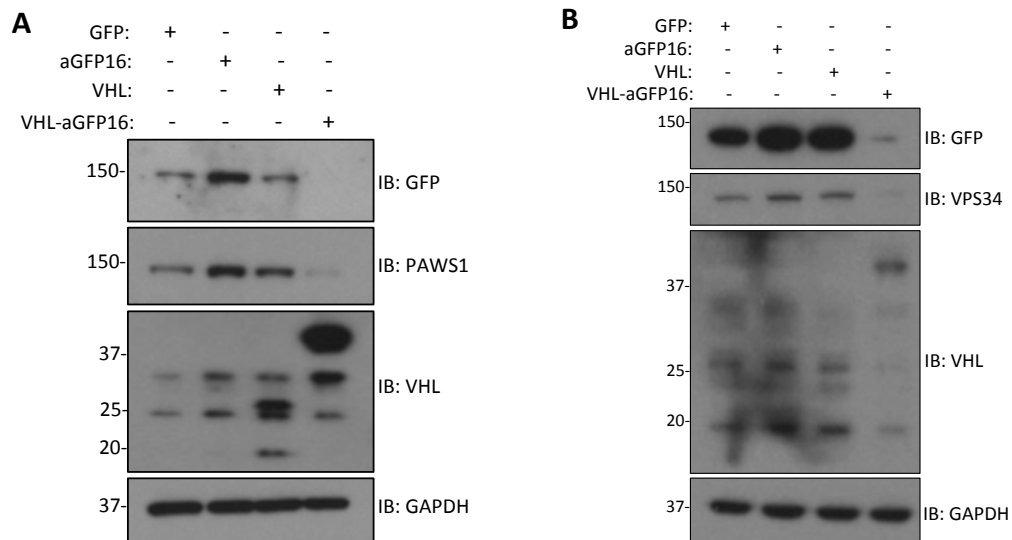 A
GFP: + - - -
aGFP16: - + - -
VHL: - - + -
VHL-aGFP16: - - - +
150- IB: GFP
150- IB: PAWS1
37-
IB: VHL
25-
20-
37- IB: GAPDH
B
GFP: + - - -
aGFP16: - + - -
VHL: - - + -
VHL-aGFP16: - - - +
150-
IB: GFP
150-
IB: VPS34
37-
IB: VHL
25-
20-
37- IB: GAPDH